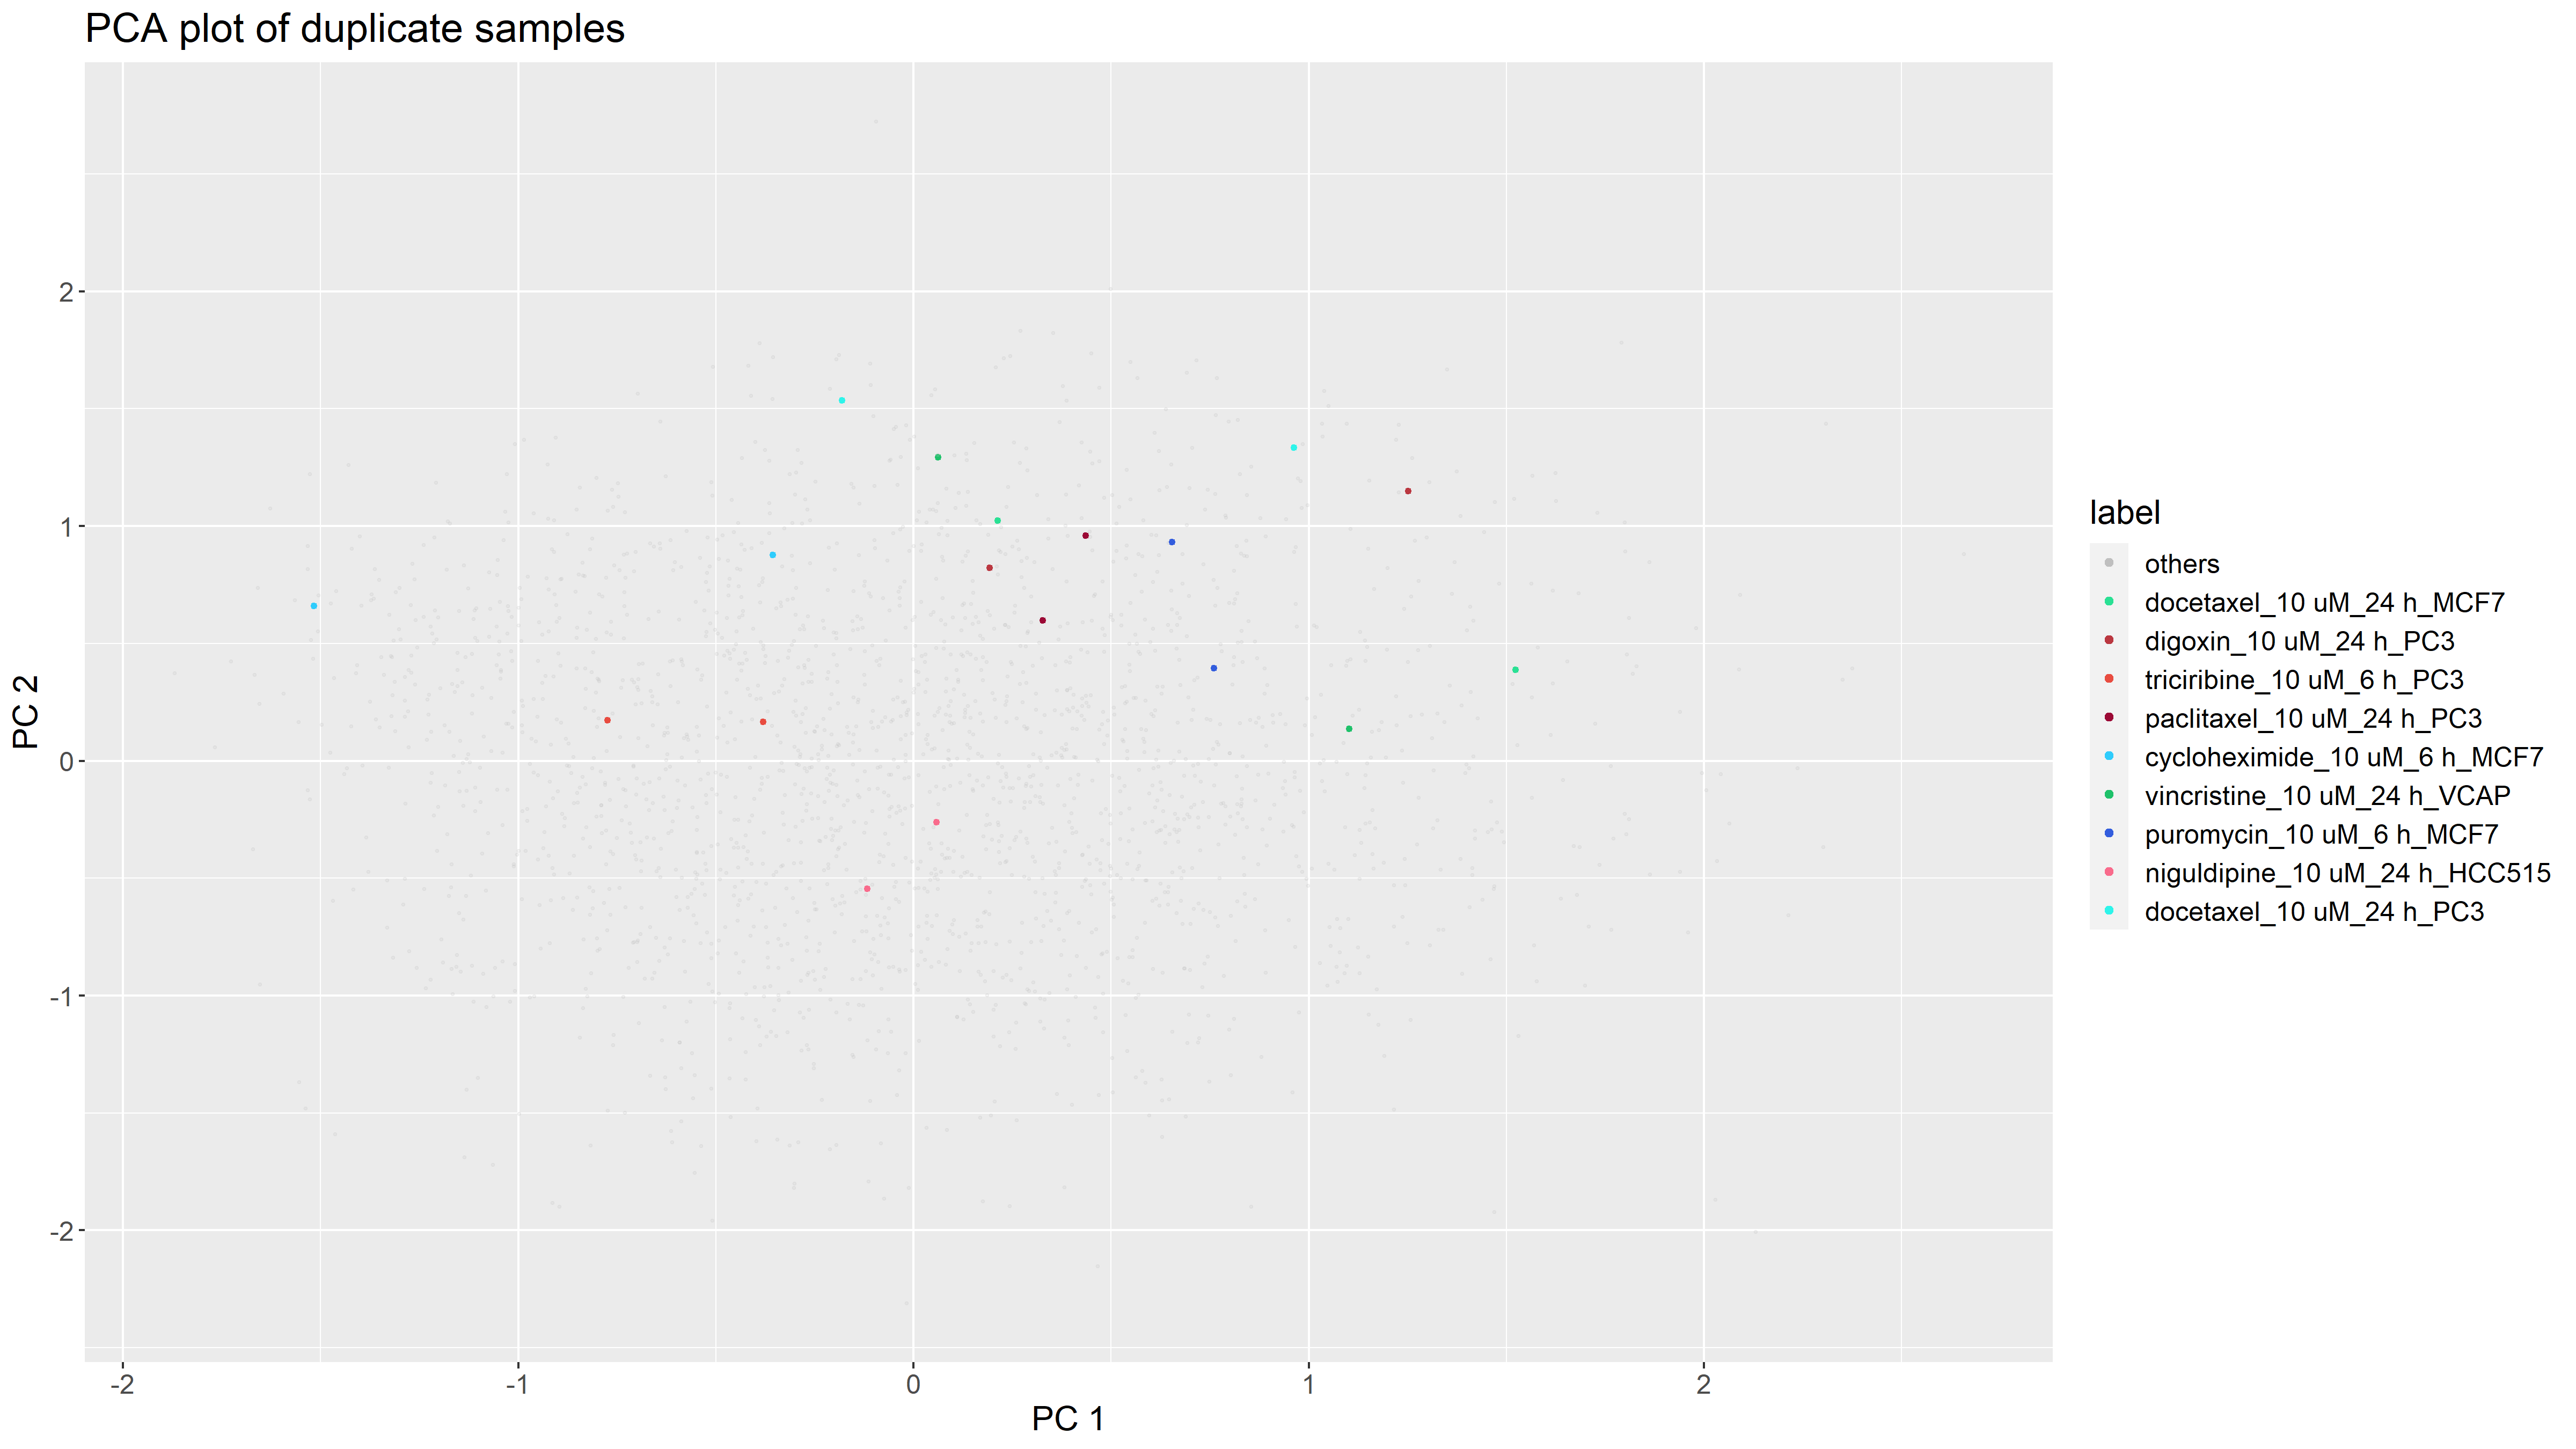 PCA plot of duplicate samples
2
1
0
-1
-2
PC 2
-2
-1
0
1
2
PC 1
label
others
docetaxel_10 uM_24 h_MCF7
digoxin_10 uM_24 h_PC3
triciribine_10 uM_6 h_PC3
paclitaxel_10 uM_24 h_PC3
cycloheximide_10 uM_6 h_MCF7
vincristine_10 uM_24 h_VCAP
puromycin_10 uM_6 h_MCF7
niguldipine_10 uM_24 h_HCC515
docetaxel_10 uM_24 h_PC3